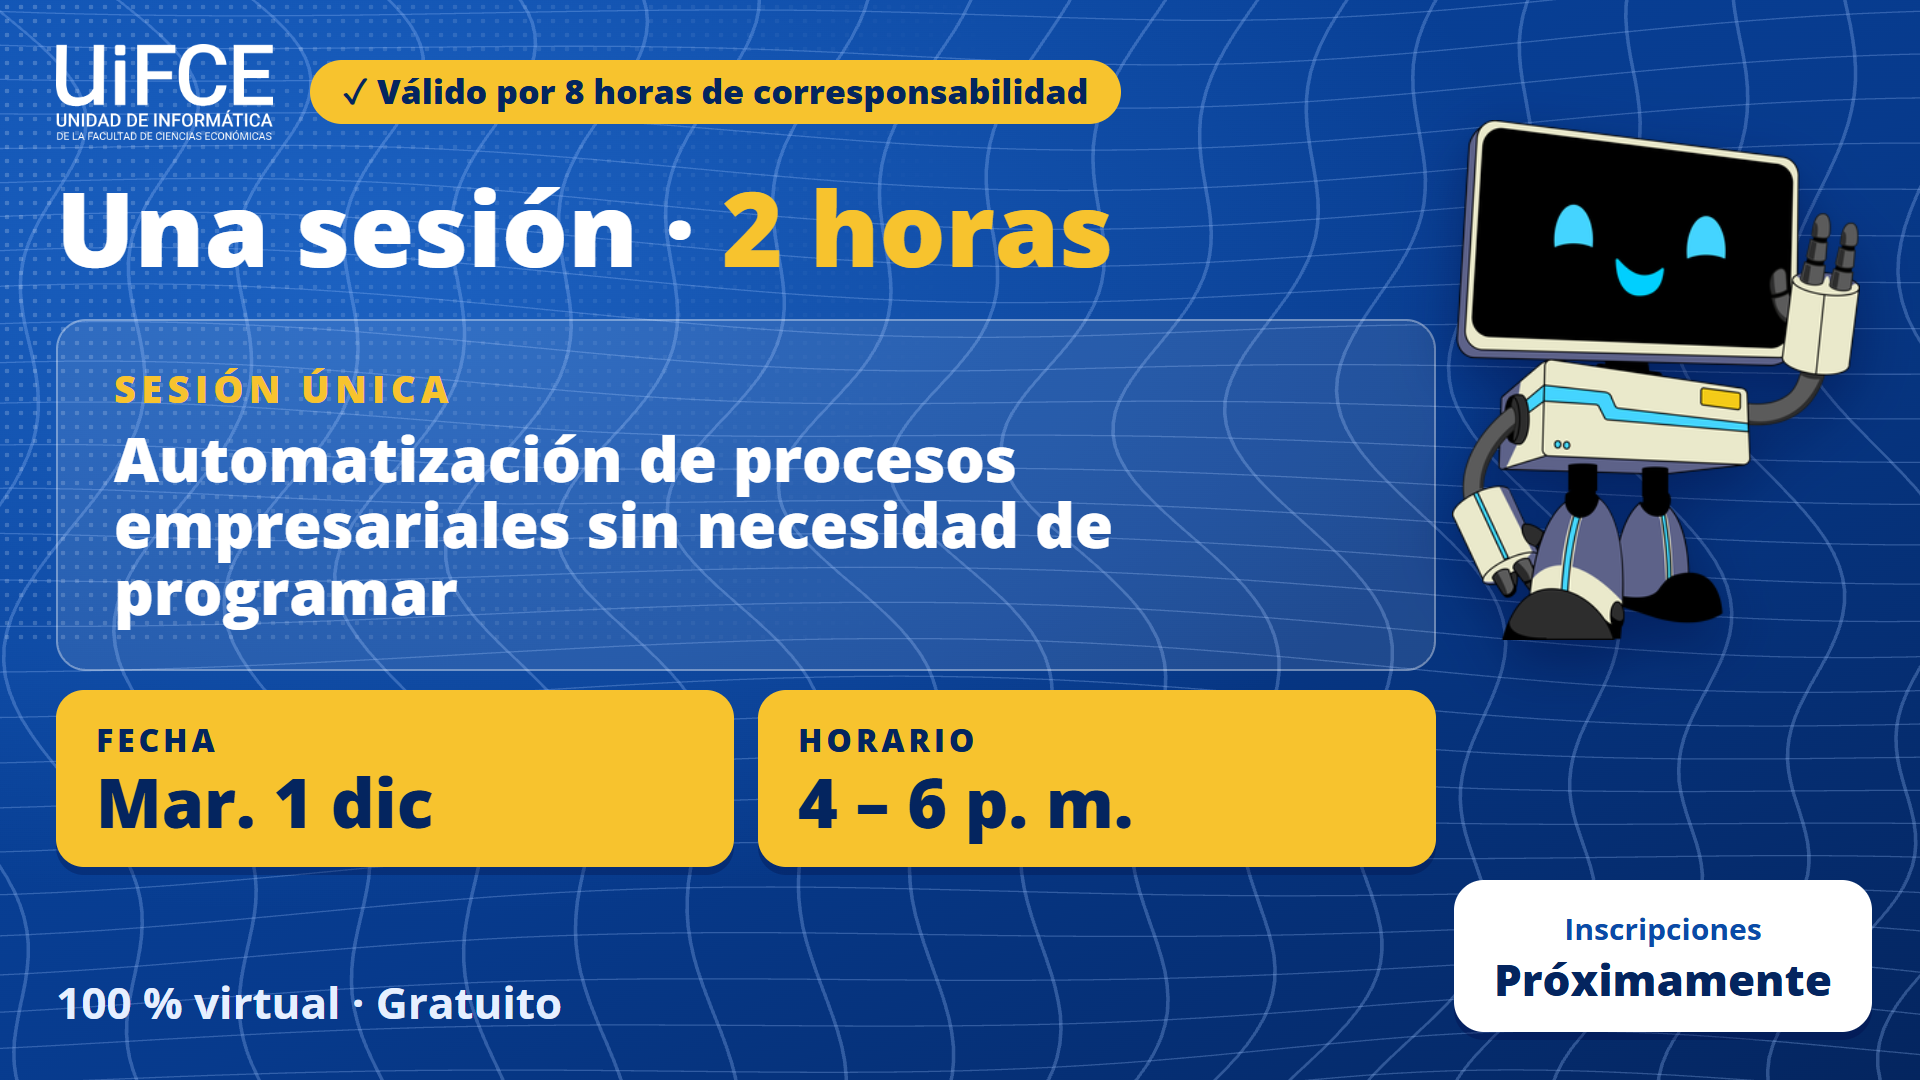 UiFCE
UNIDAD DE INFORMÁTICA
DE LA FACULTAD DE CIENCIAS ECONÓMICAS
✓ Válido por 8 horas de corresponsabilidad
Una sesión · 2 horas
SESIÓN ÚNICA
Automatización de procesos
empresariales sin necesidad de
programar
FECHA
Mar. 1 dic
HORARIO
4 – 6 p. m.
100 % virtual · Gratuito
Inscripciones
Próximamente